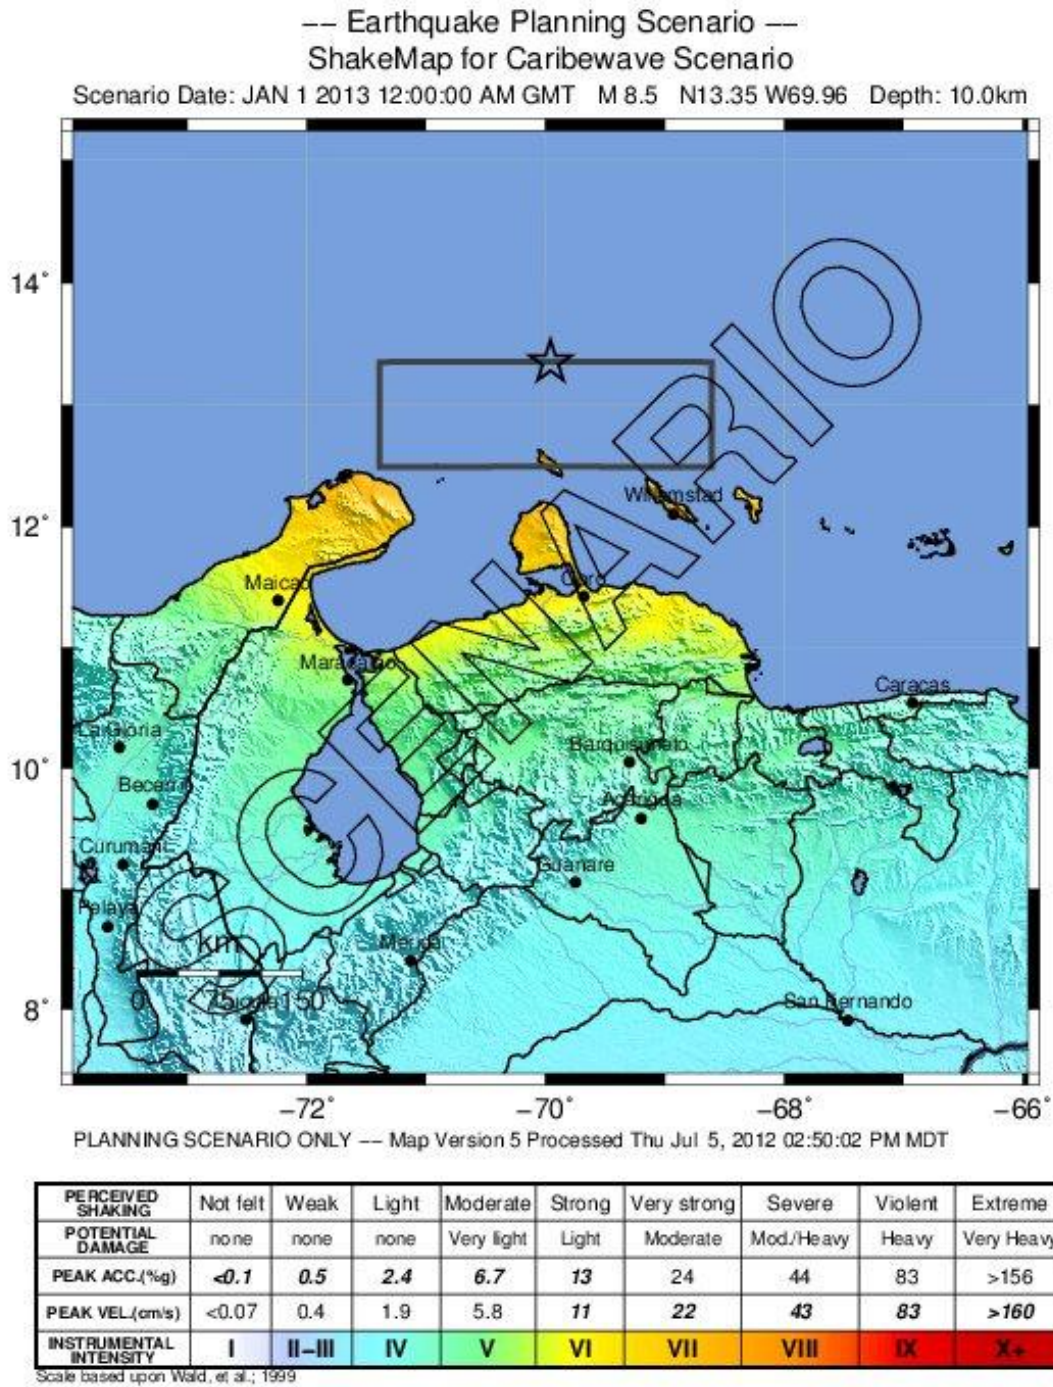 -- Earthquake Planning Scenario --
ShakeMap for Caribewave Scenario
Scenario Date: JAN 1 2013 12:00:00 AM GMT M 8.5 N13.35 W69.96 Depth: 10.0km
SCENARIO
14°
12°
Willemstad
Coro
Maicao
Maracaibo
Caracas
La Gloria
Barquisimeto
10°
Becerril
Acarigua
Curumani
Guanare
Pelaya
km
Merida
0 75 150
8°
San Fernando
-72° -70° -68° -66°
PLANNING SCENARIO ONLY -- Map Version 5 Processed Thu Jul 5, 2012 02:50:02 PM MDT
PERCEIVED SHAKING Not felt Weak Light Moderate Strong Very strong Severe Violent Extreme
POTENTIAL DAMAGE none none none Very light Light Moderate Mod./Heavy Heavy Very Heavy
PEAK ACC.(%g) <0.1 0.5 2.4 6.7 13 24 44 83 >156
PEAK VEL.(cm/s) <0.07 0.4 1.9 5.8 11 22 43 83 >160
INSTRUMENTAL INTENSITY I II-III IV V VI VII VIII IX X+
Scale based upon Wald, et al.; 1999